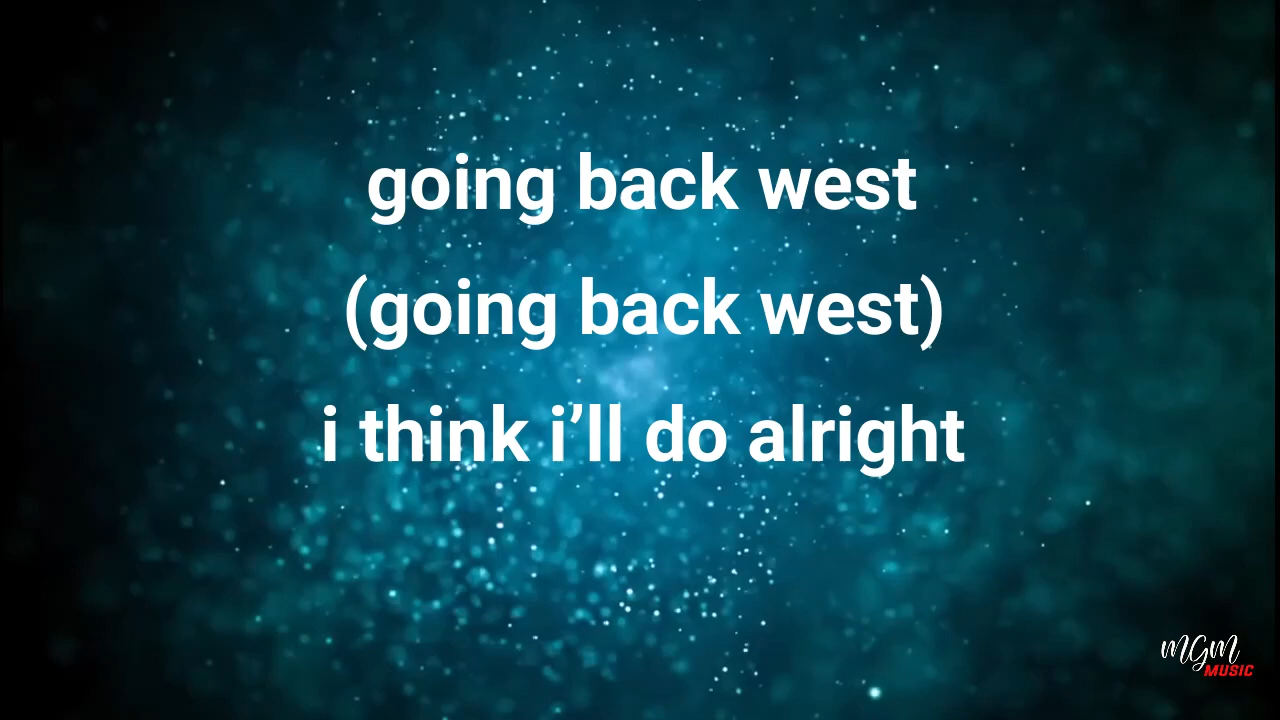 going back west
(going back west)
i think i’ll do alright
mGm
MUSIC